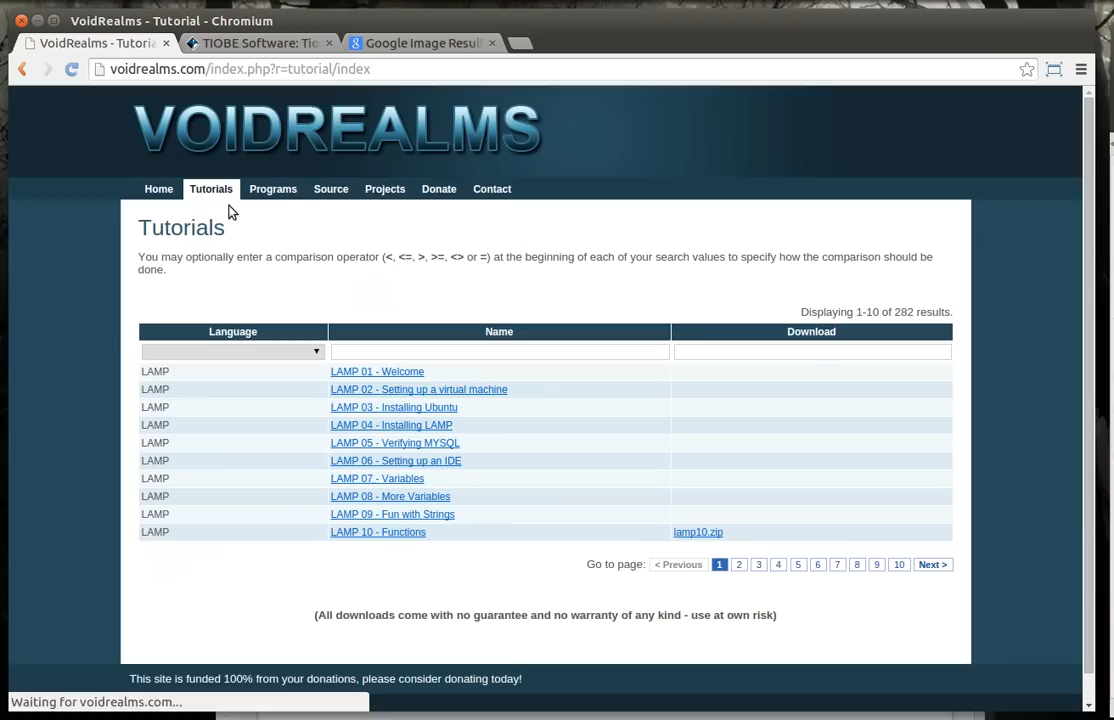 VoidRealms - Tutorial - Chromium
VoidRealms - Tutoria
TIOBE Software: Tio
Google Image Resul
voidrealms.com/index.php?r=tutorial/index
VOIDREALMS
Home Tutorials Programs Source Projects Donate Contact
Tutorials
You may optionally enter a comparison operator (<, <=, >, >=, <> or =) at the beginning of each of your search values to specify how the comparison should be
done.
Displaying 1-10 of 282 results.
Language Name Download
LAMP LAMP 01 - Welcome
LAMP LAMP 02 - Setting up a virtual machine
LAMP LAMP 03 - Installing Ubuntu
LAMP LAMP 04 - Installing LAMP
LAMP LAMP 05 - Verifying MYSQL
LAMP LAMP 06 - Setting up an IDE
LAMP LAMP 07 - Variables
LAMP LAMP 08 - More Variables
LAMP LAMP 09 - Fun with Strings
LAMP LAMP 10 - Functions lamp10.zip
Go to page: < Previous 1 2 3 4 5 6 7 8 9 10 Next >
(All downloads come with no guarantee and no warranty of any kind - use at own risk)
This site is funded 100% from your donations, please consider donating today!
Waiting for voidrealms.com...